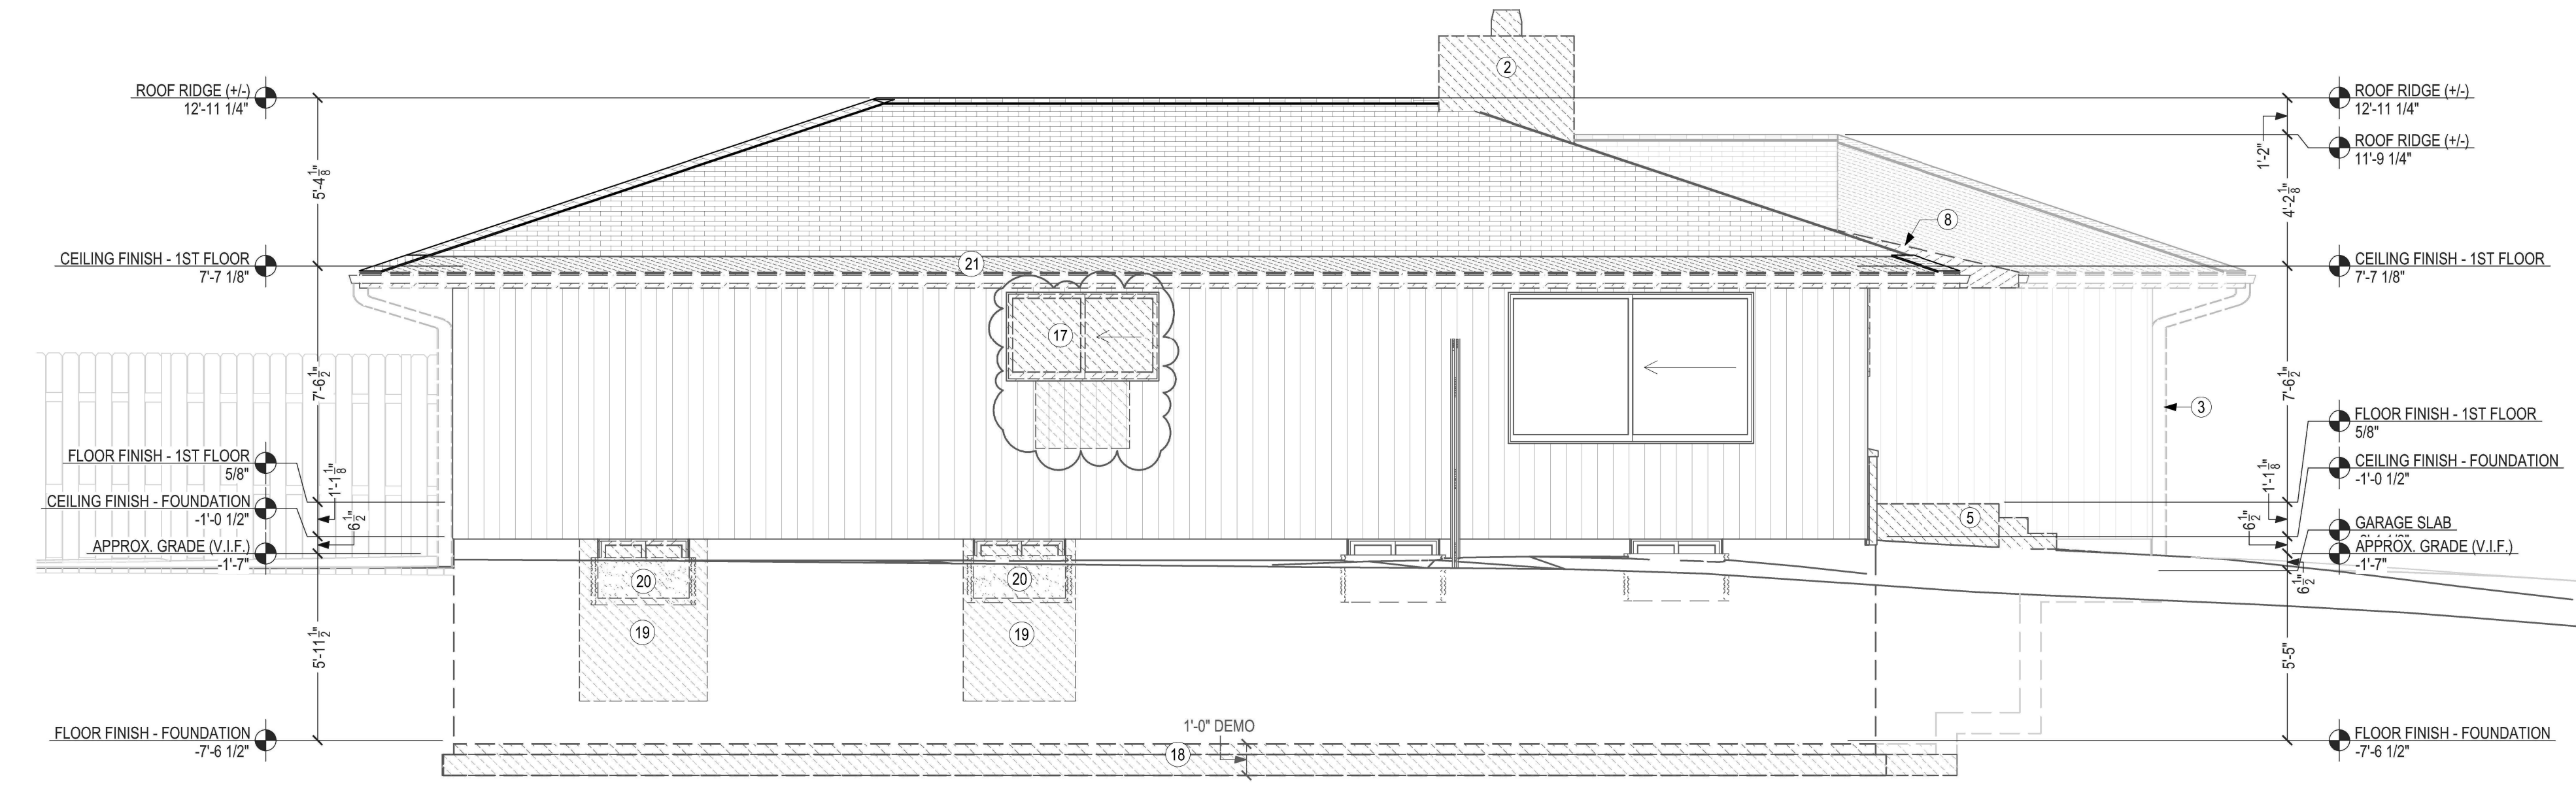 ROOF RIDGE (+/-)
12'-11 1/4"
CEILING FINISH - 1ST FLOOR
7'-7 1/8"
FLOOR FINISH - 1ST FLOOR
5/8"
CEILING FINISH - FOUNDATION
-1'-0 1/2"
APPROX. GRADE (V.I.F.)
-1'-7"
FLOOR FINISH - FOUNDATION
-7'-6 1/2"
5'-4 1/8"
7'-6 1/2"
1'-1 1/8"
6 1/2"
5'-11 1/2"
2
8
21
17
3
5
20
20
19
19
1'-0" DEMO
18
1'-2"
4'-2 1/8"
7'-6 1/2"
1'-1 1/8"
6 1/2"
6 1/2"
5'-5"
ROOF RIDGE (+/-)
12'-11 1/4"
ROOF RIDGE (+/-)
11'-9 1/4"
CEILING FINISH - 1ST FLOOR
7'-7 1/8"
FLOOR FINISH - 1ST FLOOR
5/8"
CEILING FINISH - FOUNDATION
-1'-0 1/2"
GARAGE SLAB
APPROX. GRADE (V.I.F.)
-1'-7"
FLOOR FINISH - FOUNDATION
-7'-6 1/2"